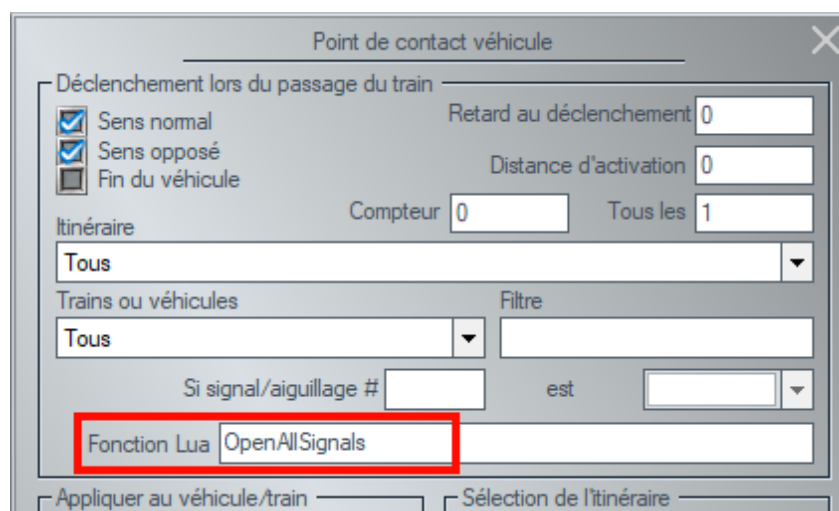 Point de contact véhicule
Déclenchement lors du passage du train
Sens normal
Retard au déclenchement 0
Sens opposé
Distance d'activation 0
Fin du véhicule
Compteur 0 Tous les 1
Itinéraire
Tous
Trains ou véhicules Filtre
Tous
Si signal/aiguillage # est
Fonction Lua OpenAllSignals
Appliquer au véhicule/train Sélection de l'itinéraire